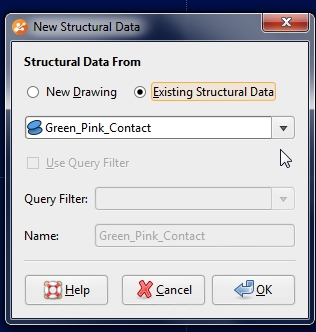 New Structural Data
Structural Data From
New Drawing Existing Structural Data
Green_Pink_Contact
Use Query Filter
Query Filter:
Name: Green_Pink_Contact
Help Cancel OK